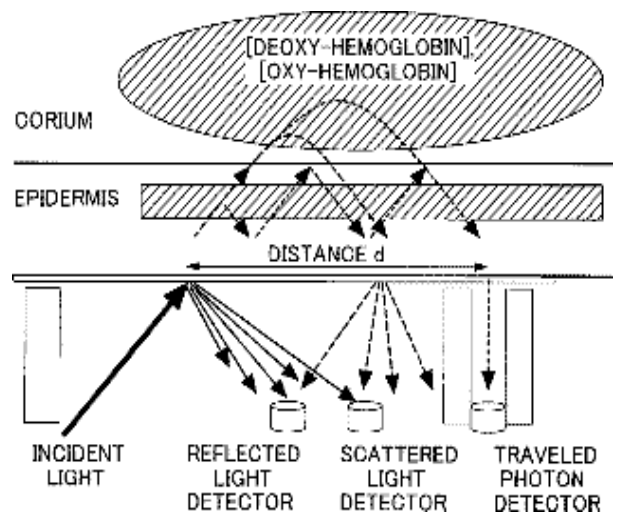 [DEOXY-HEMOGLOBIN]
[OXY-HEMOGLOBIN]
CORIUM
EPIDERMIS
DISTANCE d
INCIDENT
LIGHT
REFLECTED
LIGHT
DETECTOR
SCATTERED
LIGHT
DETECTOR
TRAVELED
PHOTON
DETECTOR